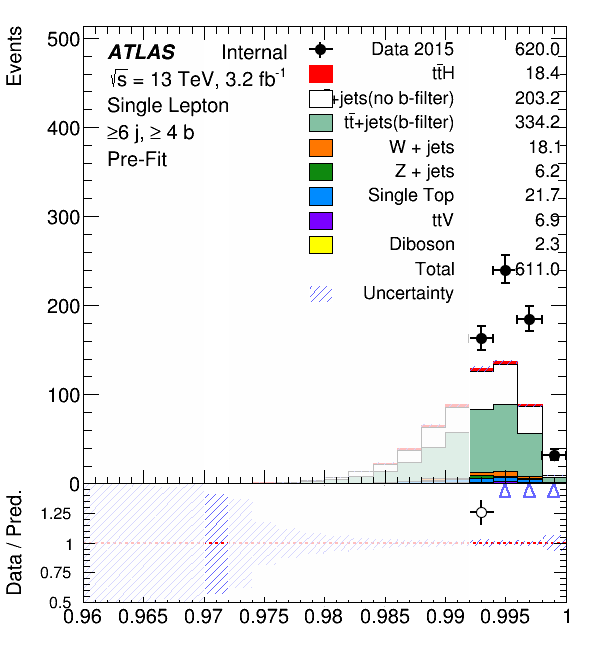 Events
500
400
300
200
100
0
ATLAS Internal
√s = 13 TeV, 3.2 fb⁻¹
Single Lepton
≥6 j, ≥ 4 b
Pre-Fit
Data 2015 620.0
tt̄H 18.4
+jets(no b-filter) 203.2
tt̄+jets(b-filter) 334.2
W + jets 18.1
Z + jets 6.2
Single Top 21.7
ttV 6.9
Diboson 2.3
Total 611.0
Uncertainty
Data / Pred.
1.25
1
0.75
0.5
0.96 0.965 0.97 0.975 0.98 0.985 0.99 0.995 1